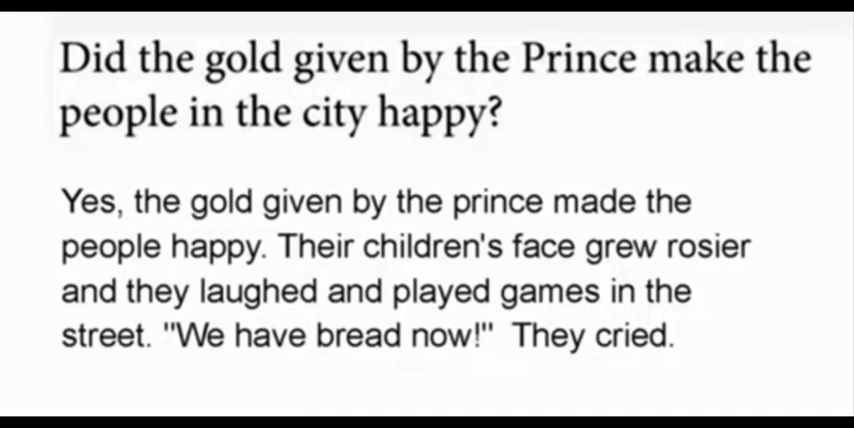 Did the gold given by the Prince make the
people in the city happy?
Yes, the gold given by the prince made the
people happy. Their children's face grew rosier
and they laughed and played games in the
street. "We have bread now!"  They cried.